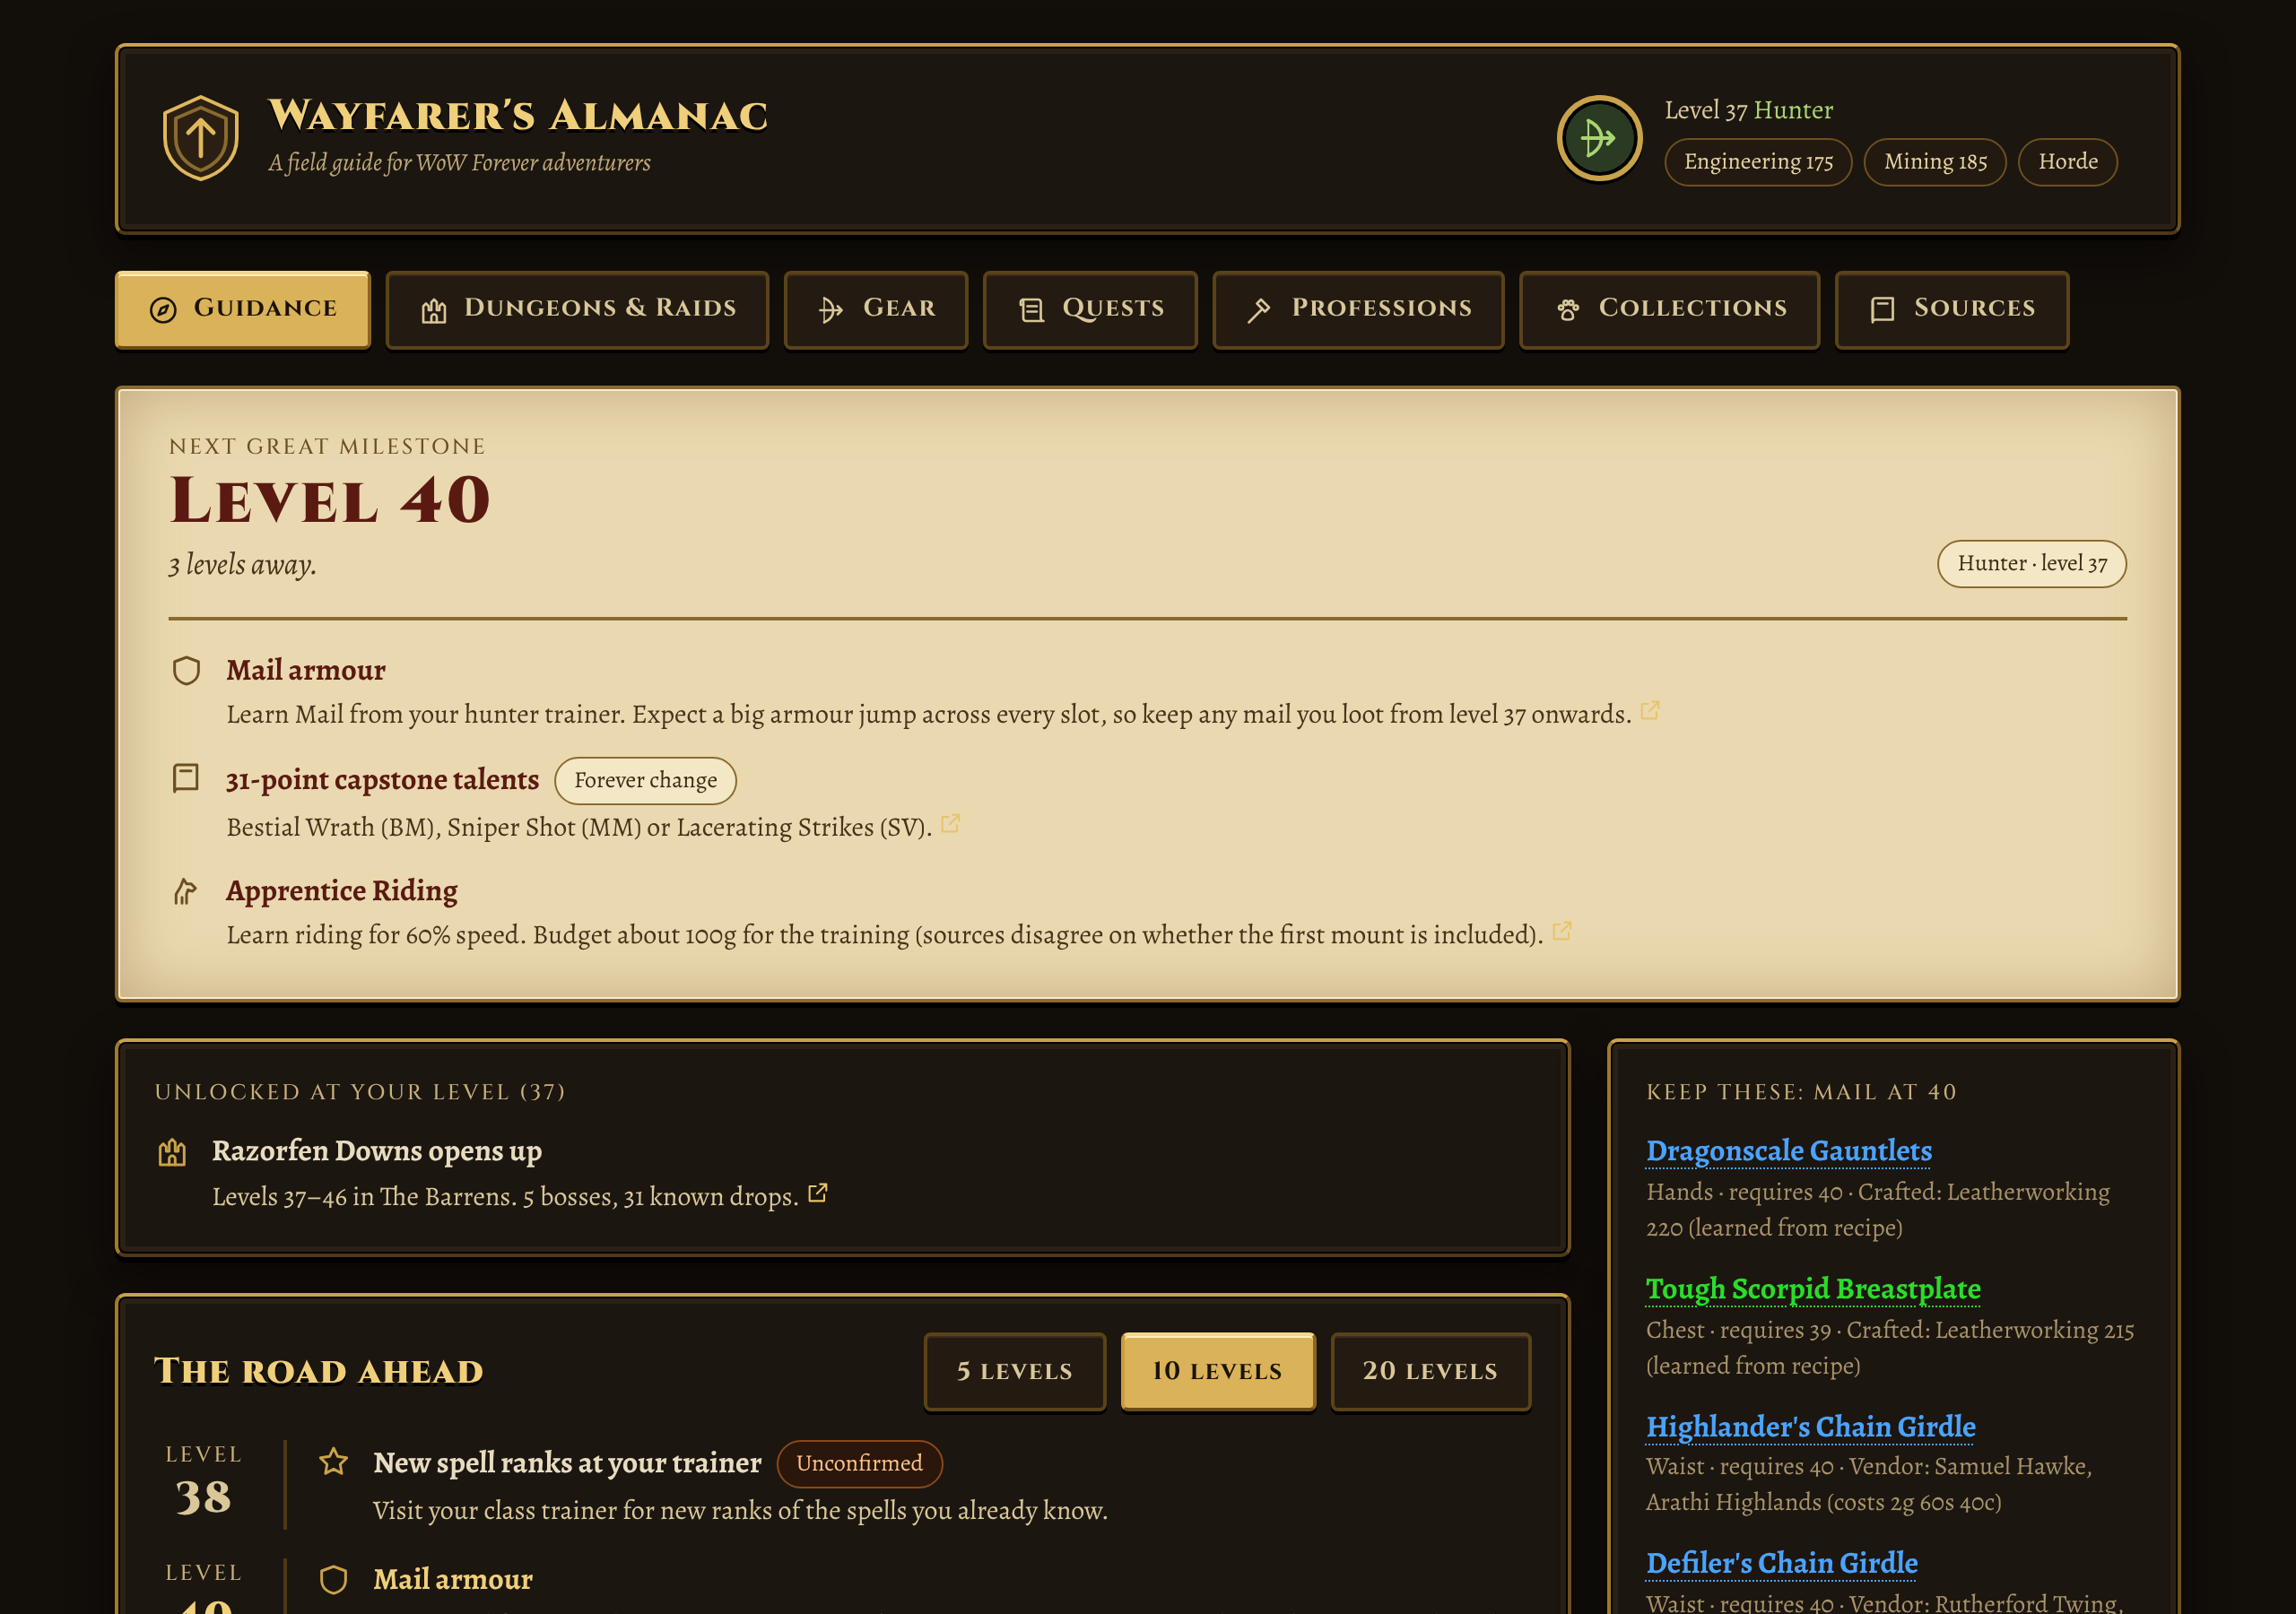 Wayfarer's Almanac
A field guide for WoW Forever adventurers
Level 37 Hunter
Engineering 175
Mining 185
Horde
Guidance
Dungeons & Raids
Gear
Quests
Professions
Collections
Sources
NEXT GREAT MILESTONE
Level 40
3 levels away.
Hunter · level 37
Mail armour
Learn Mail from your hunter trainer. Expect a big armour jump across every slot, so keep any mail you loot from level 37 onwards.
31-point capstone talents
Forever change
Bestial Wrath (BM), Sniper Shot (MM) or Lacerating Strikes (SV).
Apprentice Riding
Learn riding for 60% speed. Budget about 100g for the training (sources disagree on whether the first mount is included).
UNLOCKED AT YOUR LEVEL (37)
Razorfen Downs opens up
Levels 37–46 in The Barrens. 5 bosses, 31 known drops.
The road ahead
5 levels
10 levels
20 levels
LEVEL
38
New spell ranks at your trainer
Unconfirmed
Visit your class trainer for new ranks of the spells you already know.
LEVEL
40
Mail armour
KEEP THESE: MAIL AT 40
Dragonscale Gauntlets
Hands · requires 40 · Crafted: Leatherworking
220 (learned from recipe)
Tough Scorpid Breastplate
Chest · requires 39 · Crafted: Leatherworking 215
(learned from recipe)
Highlander's Chain Girdle
Waist · requires 40 · Vendor: Samuel Hawke,
Arathi Highlands (costs 2g 60s 40c)
Defiler's Chain Girdle
Waist · requires 40 · Vendor: Rutherford Twing,